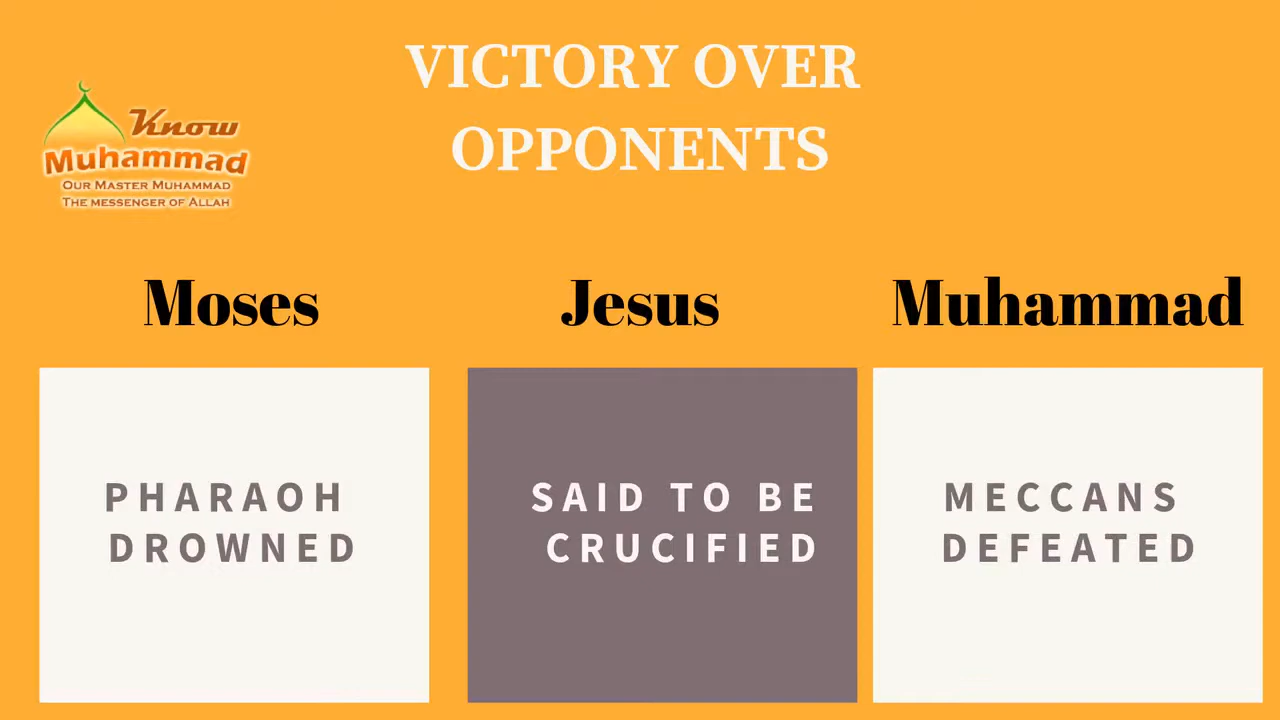 VICTORY OVER
OPPONENTS
Know
Muhammad
OUR MASTER MUHAMMAD
THE MESSENGER OF ALLAH
Moses
Jesus
Muhammad
PHARAOH
DROWNED
SAID TO BE
CRUCIFIED
MECCANS
DEFEATED